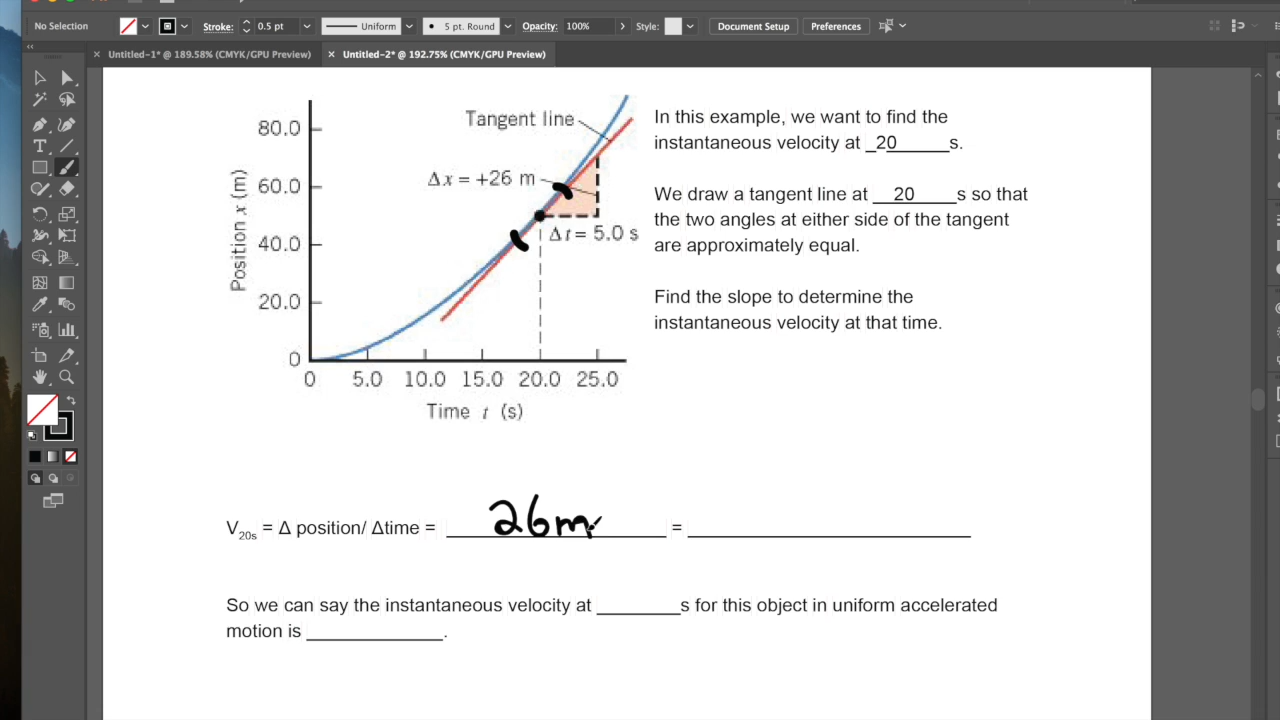 No Selection Stroke: 0.5 pt Uniform 5 pt. Round Opacity: 100% Style: Document Setup Preferences
Untitled-1* @ 189.58% (CMYK/GPU Preview) Untitled-2* @ 192.75% (CMYK/GPU Preview)
80.0
60.0
40.0
20.0
0
Position x (m)
Tangent line
Δx = +26 m
Δt = 5.0 s
0 5.0 10.0 15.0 20.0 25.0
Time t (s)
In this example, we want to find the
instantaneous velocity at _20______s.
We draw a tangent line at __20____s so that
the two angles at either side of the tangent
are approximately equal.
Find the slope to determine the
instantaneous velocity at that time.
V20s = Δ position/ Δtime = 26m = 
So we can say the instantaneous velocity at ________s for this object in uniform accelerated
motion is _____________.